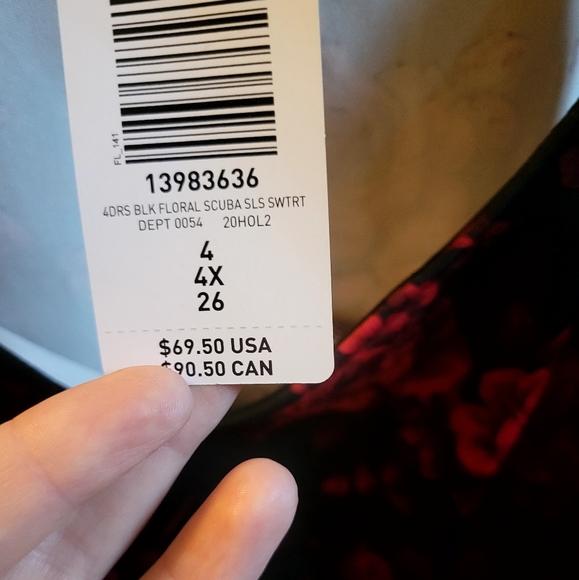 FL_141
13983636
4DRS BLK FLORAL SCUBA SLS SWTRT
DEPT 0054 20HOL2
4
4X
26
$69.50 USA
$90.50 CAN